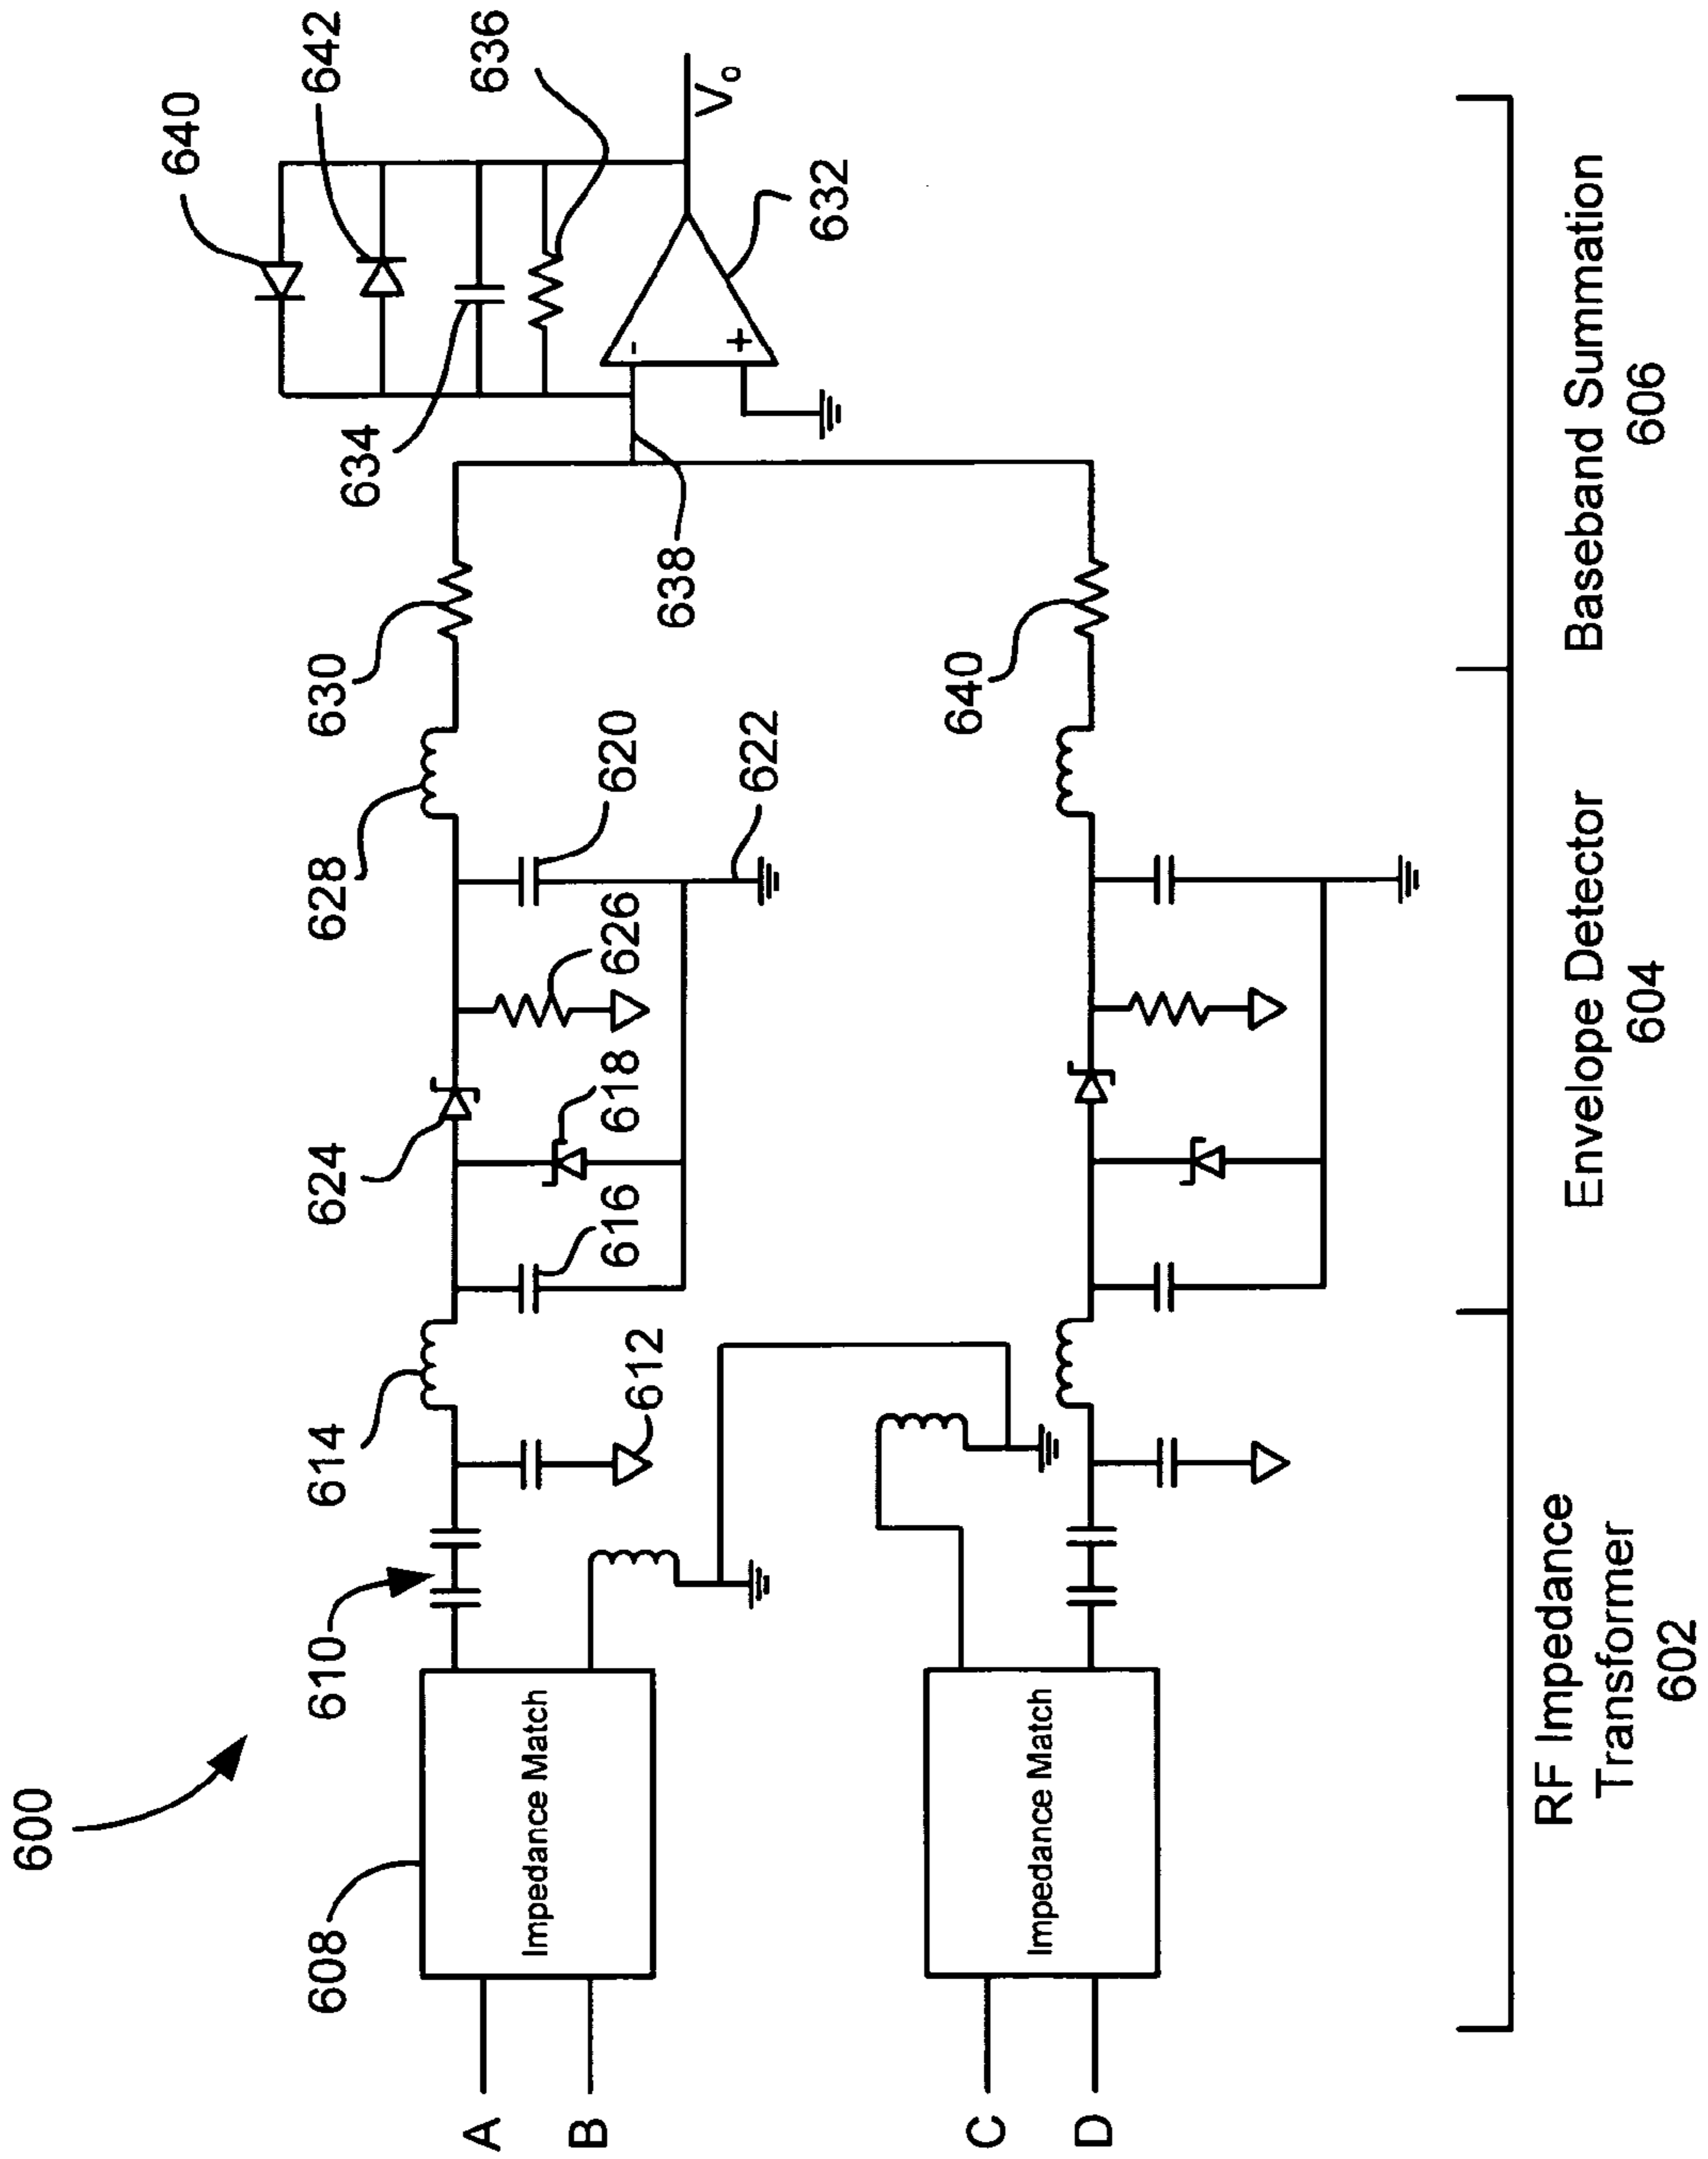 600
640
642
636
Vo
632
634
638
630
628
620
622
626
618
624
616
614
612
610
608
Impedance Match
A
B
-
+
640
Impedance Match
C
D
RF Impedance
Transformer
602
Envelope Detector
604
Baseband Summation
606